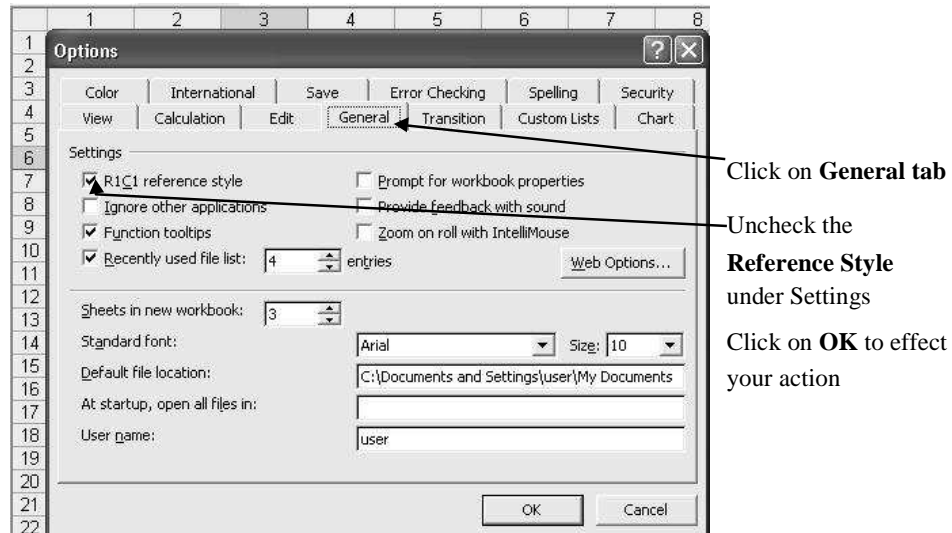 1 2 3 4 5 6 7 8
1
Options
2
3
Color International Save Error Checking Spelling Security
4
View Calculation Edit General Transition Custom Lists Chart
5
6
Settings
Click on General tab
7
R1C1 reference style Prompt for workbook properties
8
Ignore other applications Provide feedback with sound
Uncheck the
9
Function tooltips Zoom on roll with IntelliMouse
10
Recently used file list: 4 entries Web Options...
Reference Style
11
12
under Settings
13
Sheets in new workbook: 3
14
Standard font: Arial Size: 10
Click on OK to effect
15
Default file location: C:\Documents and Settings\user\My Documents
your action
16
At startup, open all files in:
17
18
User name: user
19
20
21
OK Cancel
22